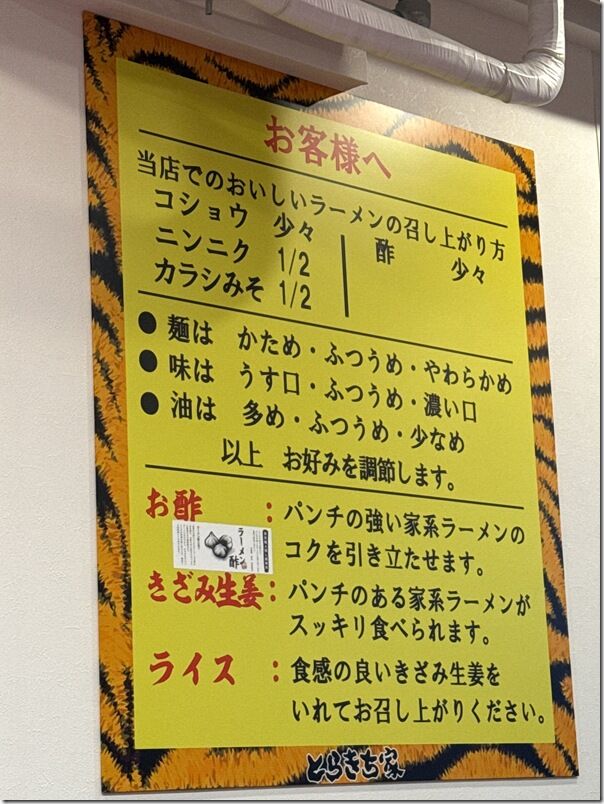 お客様へ
当店でのおいしいラーメンの召し上がり方
コショウ 少々
ニンニク 1/2
カラシみそ 1/2
酢 少々
● 麺は かため・ふつうめ・やわらかめ
● 味は うす口・ふつうめ・濃い口
● 油は 多め・ふつうめ・少なめ
以上 お好みを調節します。
お酢 : パンチの強い家系ラーメンの
コクを引き立たせます。
ラーメン酢
きざみ生姜 : パンチのある家系ラーメンが
スッキリ食べられます。
ライス : 食感の良いきざみ生姜を
いれてお召し上がりください。
とらきち家